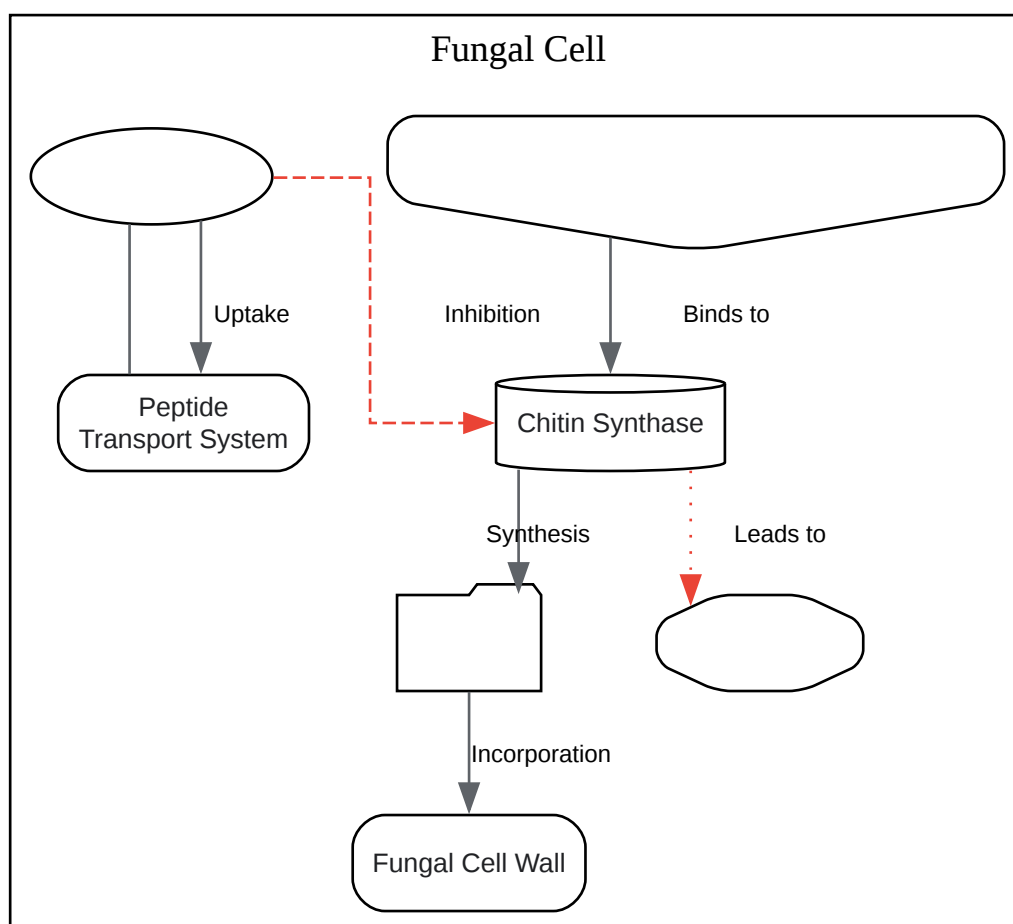 Fungal Cell
Uptake
Inhibition
Binds to
Peptide
Transport System
Chitin Synthase
Synthesis
Leads to
Incorporation
Fungal Cell Wall